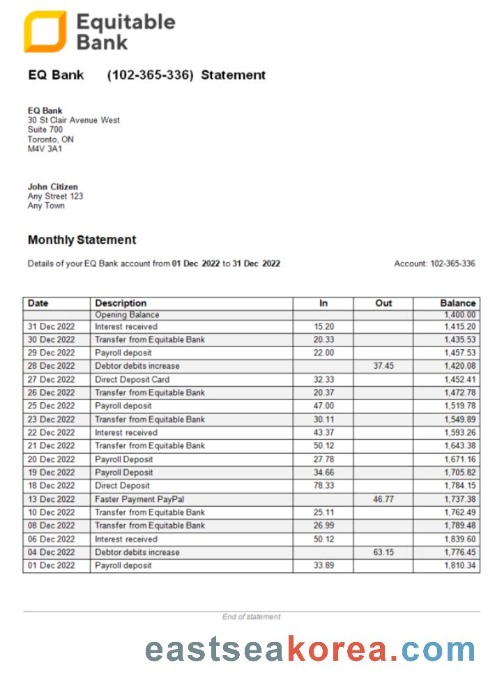 Equitable
Bank
EQ Bank (102-365-336) Statement
EQ Bank
30 St Clair Avenue West
Suite 700
Toronto, ON
M4V 3A1
John Citizen
Any Street 123
Any Town
Monthly Statement
Details of your EQ Bank account from 01 Dec 2022 to 31 Dec 2022 Account: 102-365-336
Date Description In Out Balance
Opening Balance 1,400.00
31 Dec 2022 Interest received 15.20 1,415.20
30 Dec 2022 Transfer from Equitable Bank 20.33 1,435.53
29 Dec 2022 Payroll deposit 22.00 1,457.53
28 Dec 2022 Debtor debits increase 37.45 1,420.08
27 Dec 2022 Direct Deposit Card 32.33 1,452.41
26 Dec 2022 Transfer from Equitable Bank 20.37 1,472.78
25 Dec 2022 Payroll deposit 47.00 1,519.78
23 Dec 2022 Transfer from Equitable Bank 30.11 1,549.89
22 Dec 2022 Interest received 43.37 1,593.26
21 Dec 2022 Transfer from Equitable Bank 50.12 1,643.38
20 Dec 2022 Payroll Deposit 27.78 1,671.16
19 Dec 2022 Payroll Deposit 34.66 1,705.82
18 Dec 2022 Direct Deposit 78.33 1,784.15
13 Dec 2022 Faster Payment PayPal 46.77 1,737.38
10 Dec 2022 Transfer from Equitable Bank 25.11 1,762.49
08 Dec 2022 Transfer from Equitable Bank 26.99 1,789.48
06 Dec 2022 Interest received 50.12 1,839.60
04 Dec 2022 Debtor debits increase 63.15 1,776.45
01 Dec 2022 Payroll deposit 33.89 1,810.34
End of statement
eastseakorea.com